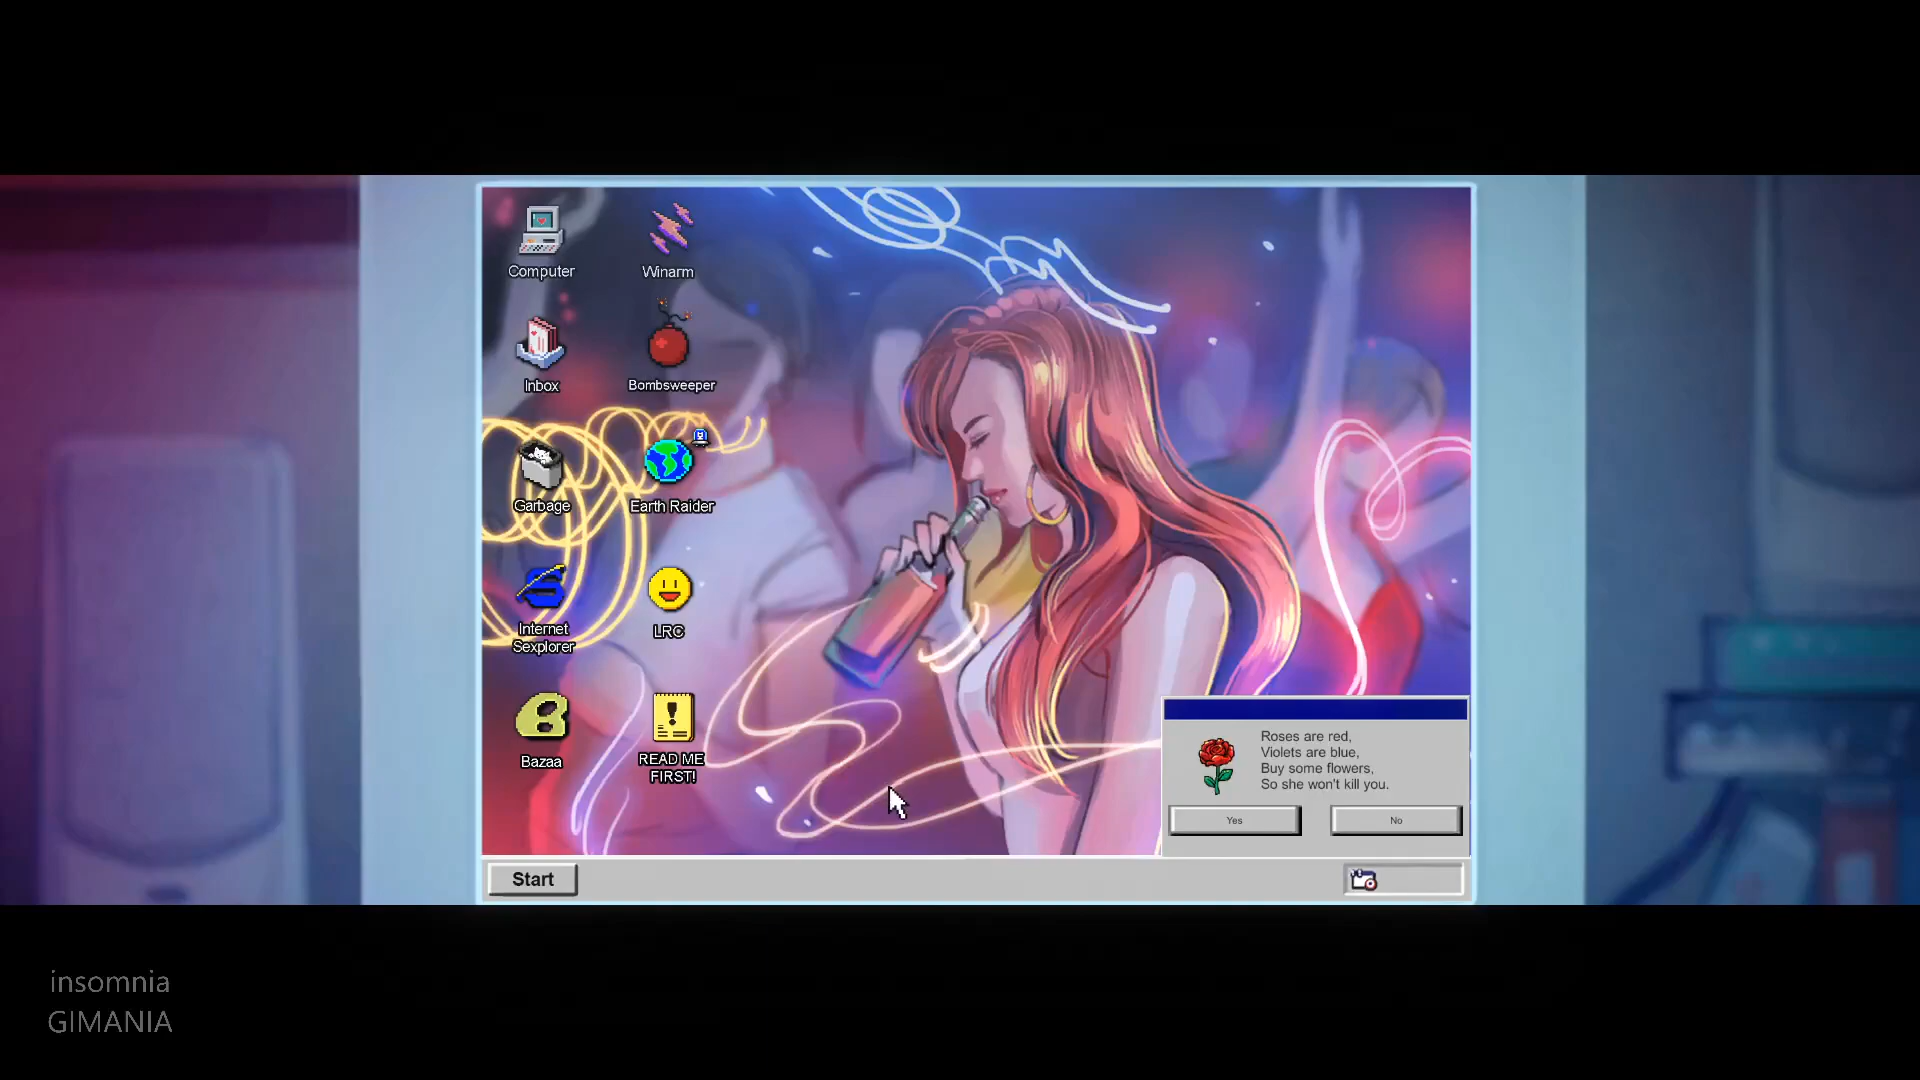 Computer
Winarm
Inbox
Bombsweeper
Garbage
Earth Raider
Internet
Sexplorer
LRC
Bazaa
READ ME
FIRST!
Roses are red,
Violets are blue,
Buy some flowers,
So she won't kill you.
Yes
No
Start
insomnia
GIMANIA